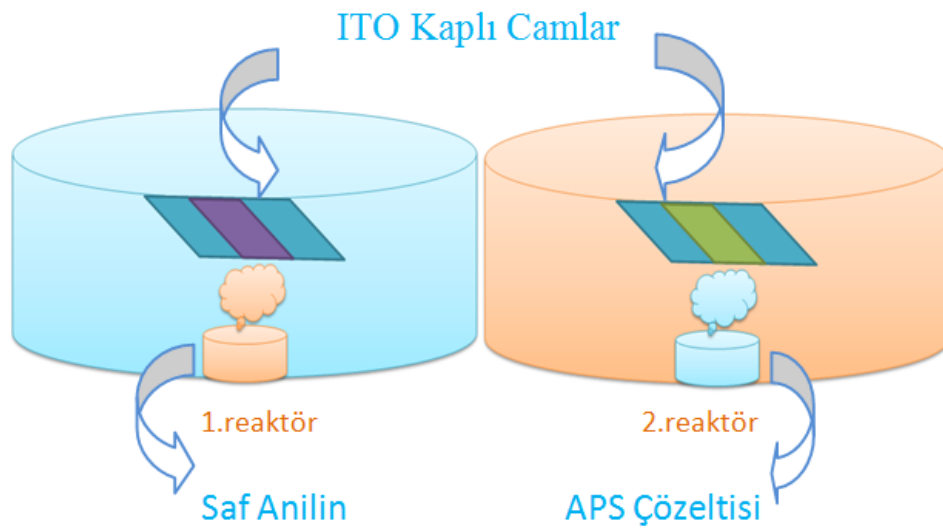 ITO Kaplı Camlar
1.reaktör
2.reaktör
Saf Anilin
APS Çözeltisi